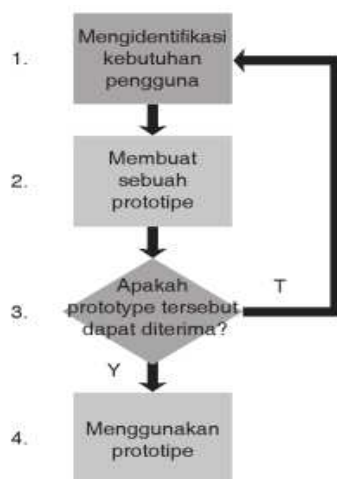 1.
Mengidentifikasi
kebutuhan
pengguna
2.
Membuat
sebuah
prototipe
3.
Apakah
prototype tersebut
dapat diterima?
T
Y
4.
Menggunakan
prototipe